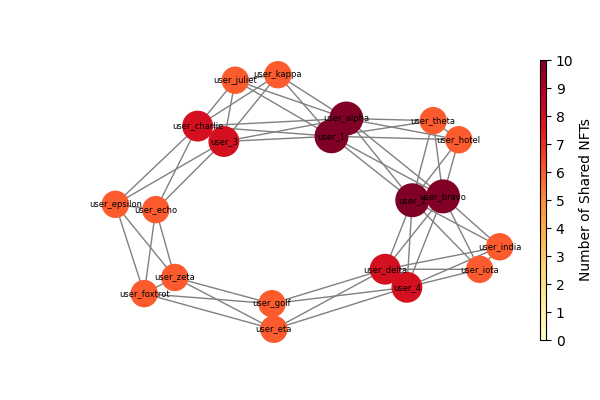 10
9
8
7
6
5
4
3
2
1
0
Number of Shared NFTs
user_kappa
user_juliet
user_alpha
user_theta
user_charlie
user_1
user_hotel
user_3
user_bravo
user_epsilon
user_echo
user_india
user_delta
user_iota
user_zeta
user_4
user_foxtrot
user_golf
user_eta